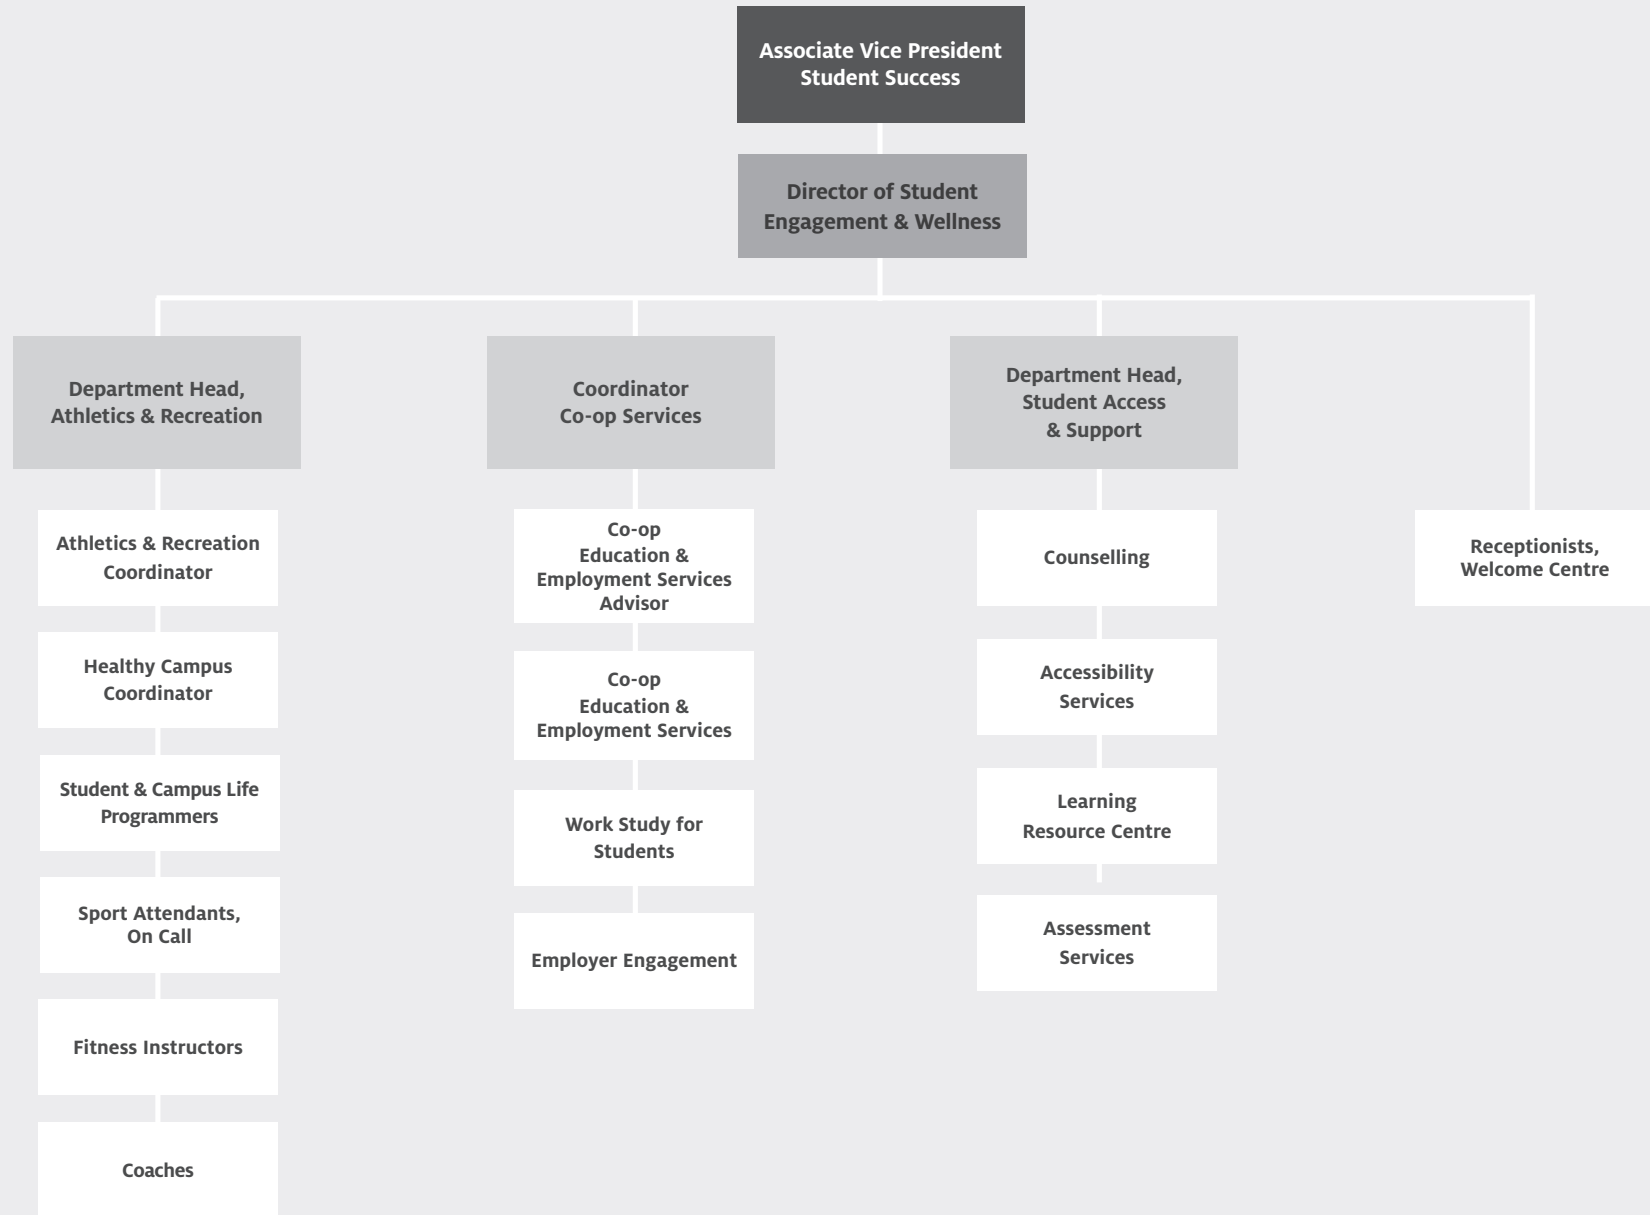 Associate Vice President
Student Success
Director of Student
Engagement & Wellness
Department Head,
Athletics & Recreation
Coordinator
Co-op Services
Department Head,
Student Access
& Support
Athletics & Recreation
Coordinator
Healthy Campus
Coordinator
Student & Campus Life
Programmers
Sport Attendants,
On Call
Fitness Instructors
Coaches
Co-op
Education &
Employment Services
Advisor
Co-op
Education &
Employment Services
Work Study for
Students
Employer Engagement
Counselling
Accessibility
Services
Learning
Resource Centre
Assessment
Services
Receptionists,
Welcome Centre